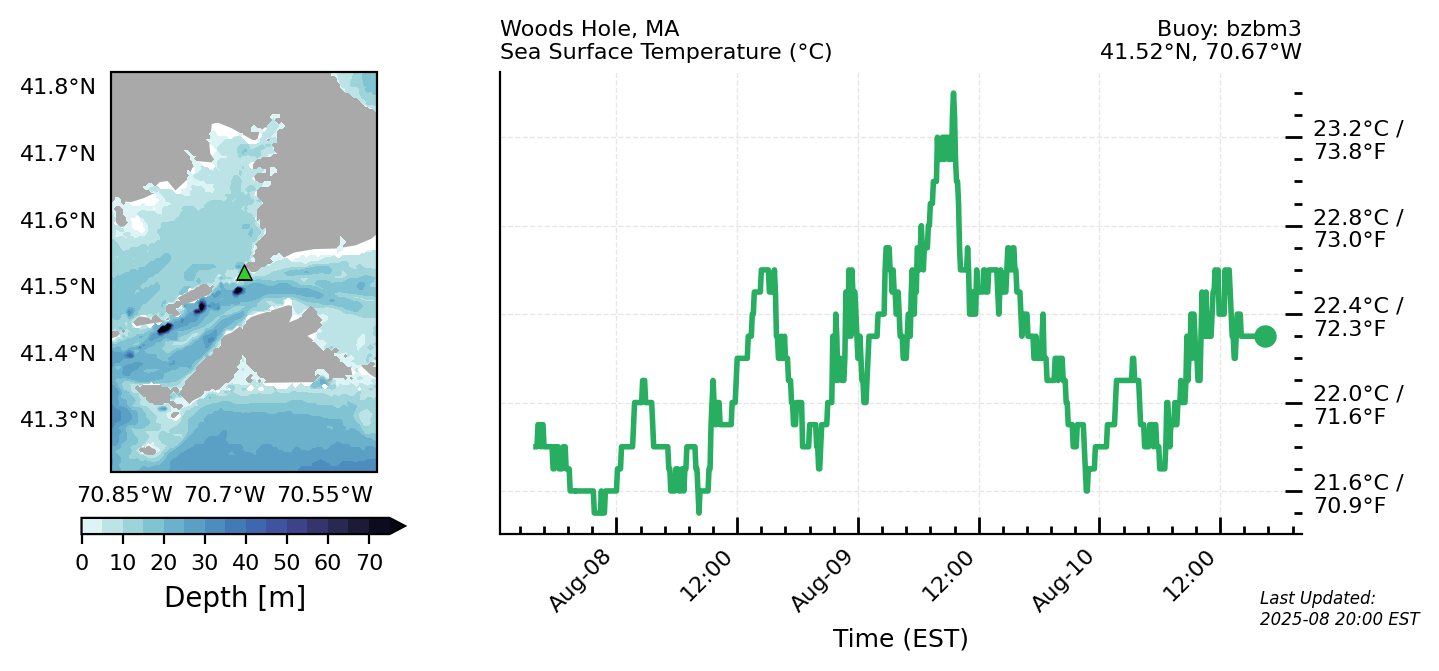 Woods Hole, MA
Sea Surface Temperature (°C)
Buoy: bzbm3
41.52°N, 70.67°W
41.8°N
41.7°N
41.6°N
41.5°N
41.4°N
41.3°N
70.85°W 70.7°W 70.55°W
0 10 20 30 40 50 60 70
Depth [m]
23.2°C /
73.8°F
22.8°C /
73.0°F
22.4°C /
72.3°F
22.0°C /
71.6°F
21.6°C /
70.9°F
Aug-08 12:00 Aug-09 12:00 Aug-10 12:00
Time (EST)
Last Updated:
2025-08 20:00 EST